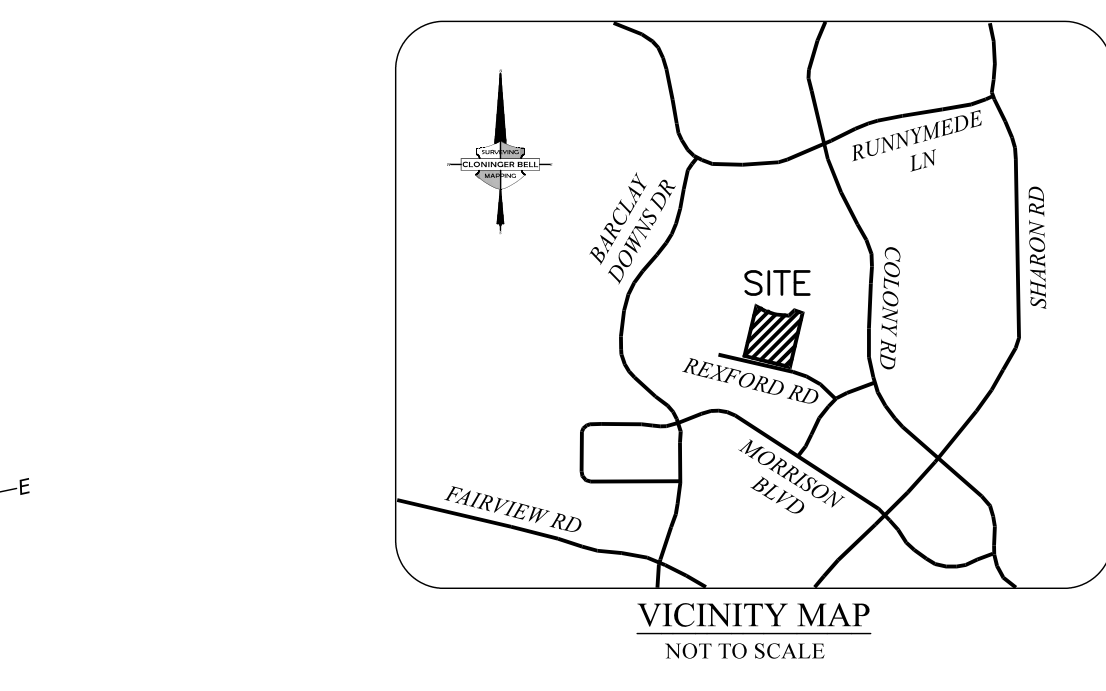 SURVEYING
CLONINGER BELL
MAPPING
RUNNYMEDE
LN
BARCLAY
DOWNS DR
SHARON RD
COLONY RD
SITE
REXFORD RD
MORRISON
BLVD
FAIRVIEW RD
E
VICINITY MAP
NOT TO SCALE